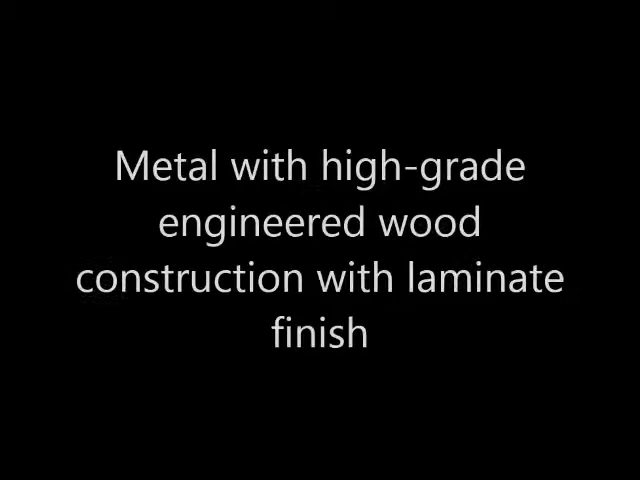 Metal with high-grade
engineered wood
construction with laminate
finish